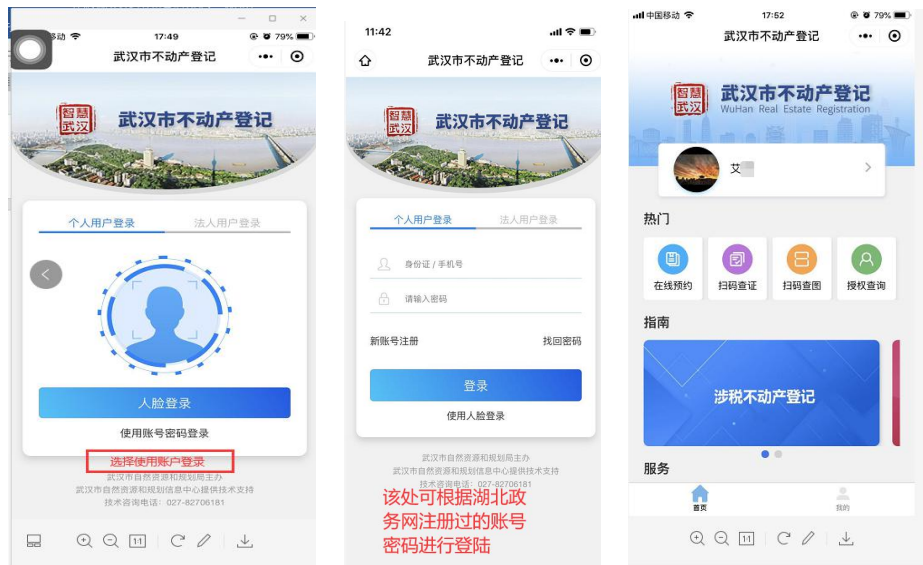 移动
17:49
79%
武汉市不动产登记
智慧
武汉
武汉市不动产登记
个人用户登录
法人用户登录
人脸登录
使用账号密码登录
选择使用账户登录
武汉市自然资源和规划局主办
武汉市自然资源和规划信息中心提供技术支持
技术咨询电话: 027-82706181
1:1
11:42
武汉市不动产登记
智慧
武汉
武汉市不动产登记
个人用户登录
法人用户登录
身份证 / 手机号
请输入密码
新账号注册
找回密码
登录
使用人脸登录
武汉市自然资源和规划局主办
武汉市自然资源和规划信息中心提供技术支持
技术咨询电话: 027-82706181
该处可根据湖北政
务网注册过的账号
密码进行登陆
中国移动
17:52
79%
武汉市不动产登记
智慧
武汉
武汉市不动产登记
WuHan Real Estate Registration
艾
热门
在线预约
扫码查证
扫码查图
授权查询
指南
涉税不动产登记
服务
首页
我的
1:1